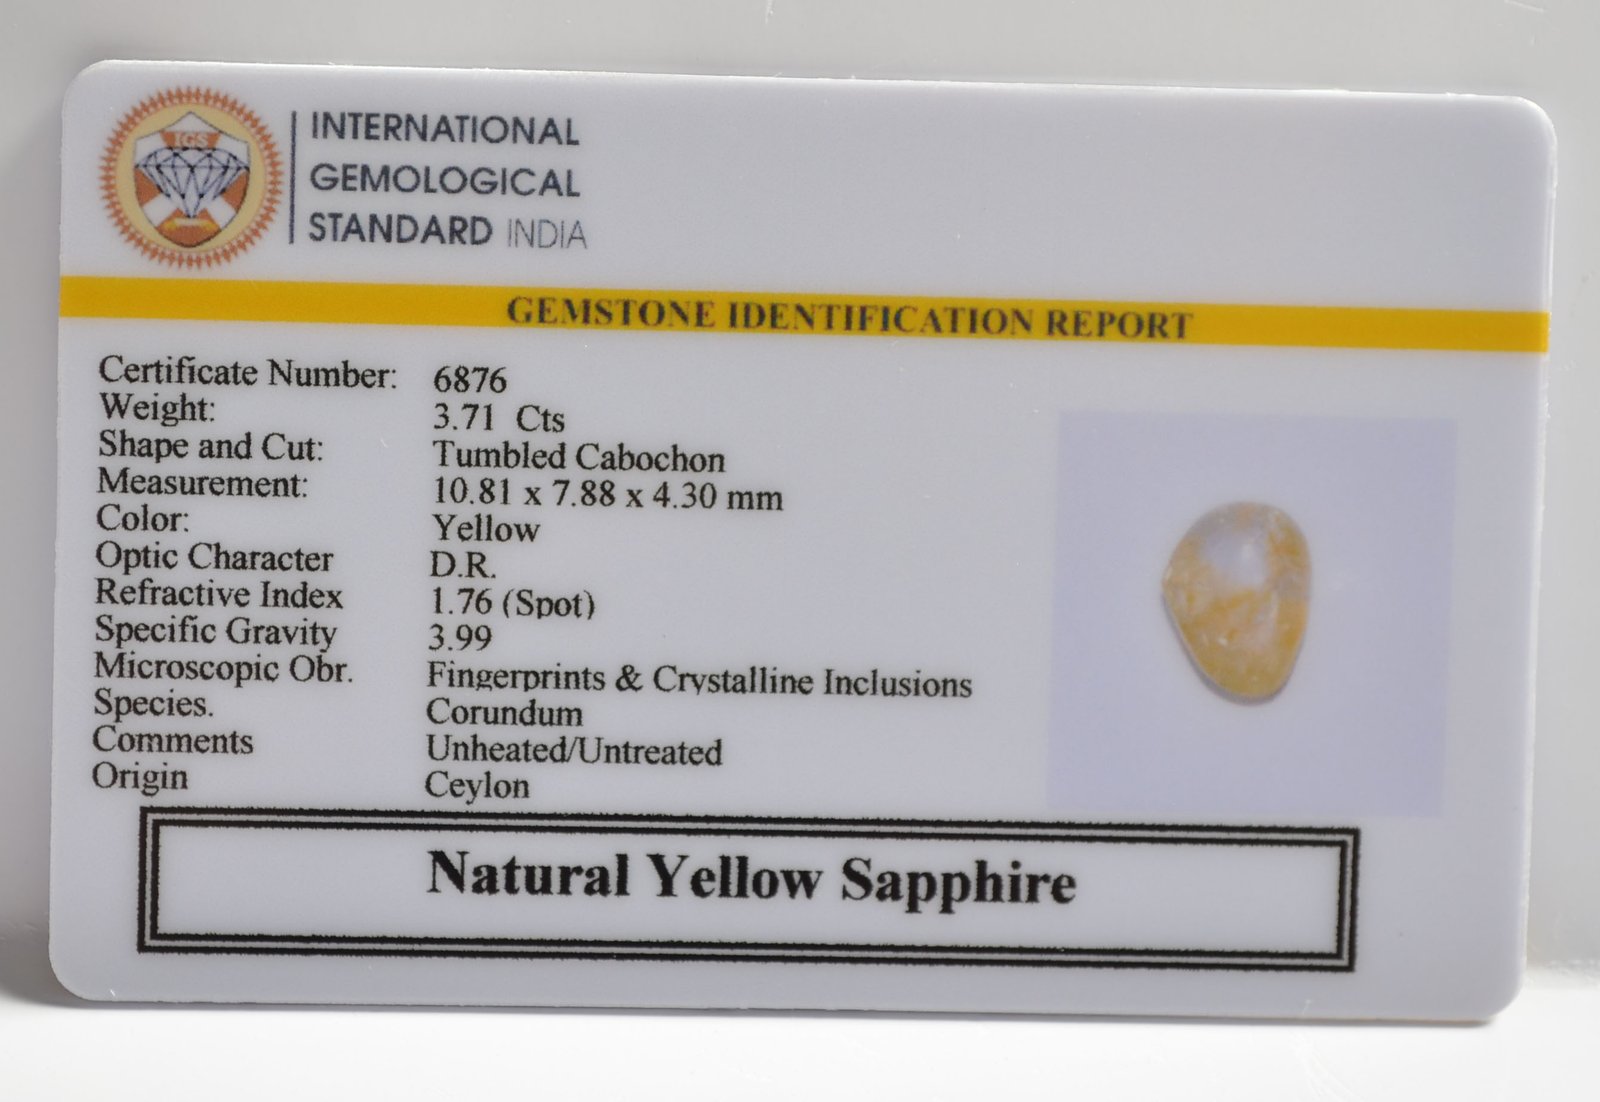 IGS
INTERNATIONAL
GEMOLOGICAL
STANDARD INDIA
GEMSTONE IDENTIFICATION REPORT
Certificate Number: 6876
Weight: 3.71 Cts
Shape and Cut: Tumbled Cabochon
Measurement: 10.81 x 7.88 x 4.30 mm
Color: Yellow
Optic Character D.R.
Refractive Index 1.76 (Spot)
Specific Gravity 3.99
Microscopic Obr. Fingerprints & Crystalline Inclusions
Species. Corundum
Comments Unheated/Untreated
Origin Ceylon
Natural Yellow Sapphire